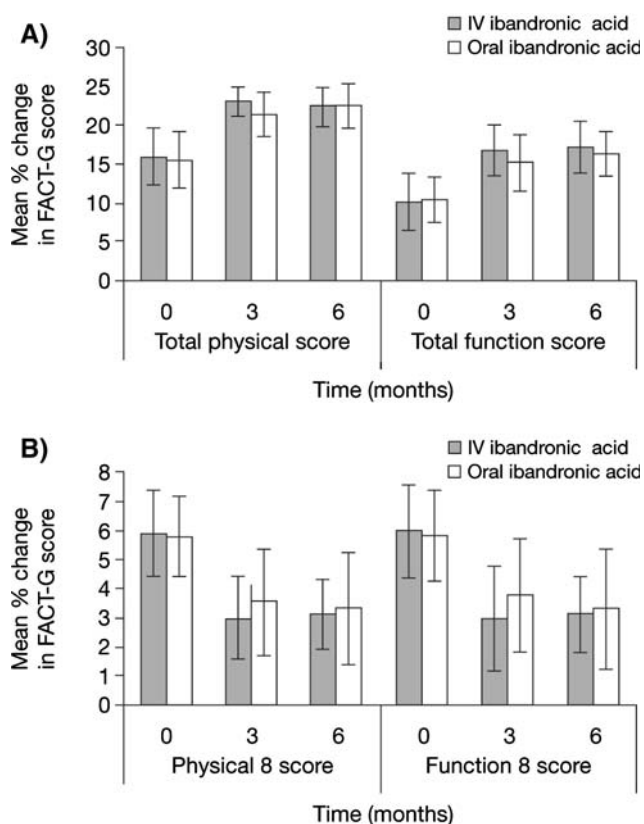 A)
IV ibandronic acid
Oral ibandronic acid
Mean % change
in FACT-G score
30
25
20
15
10
5
0
0 3 6 0 3 6
Total physical score Total function score
Time (months)
B)
IV ibandronic acid
Oral ibandronic acid
Mean % change
in FACT-G score
8
7
6
5
4
3
2
1
0
0 3 6 0 3 6
Physical 8 score Function 8 score
Time (months)